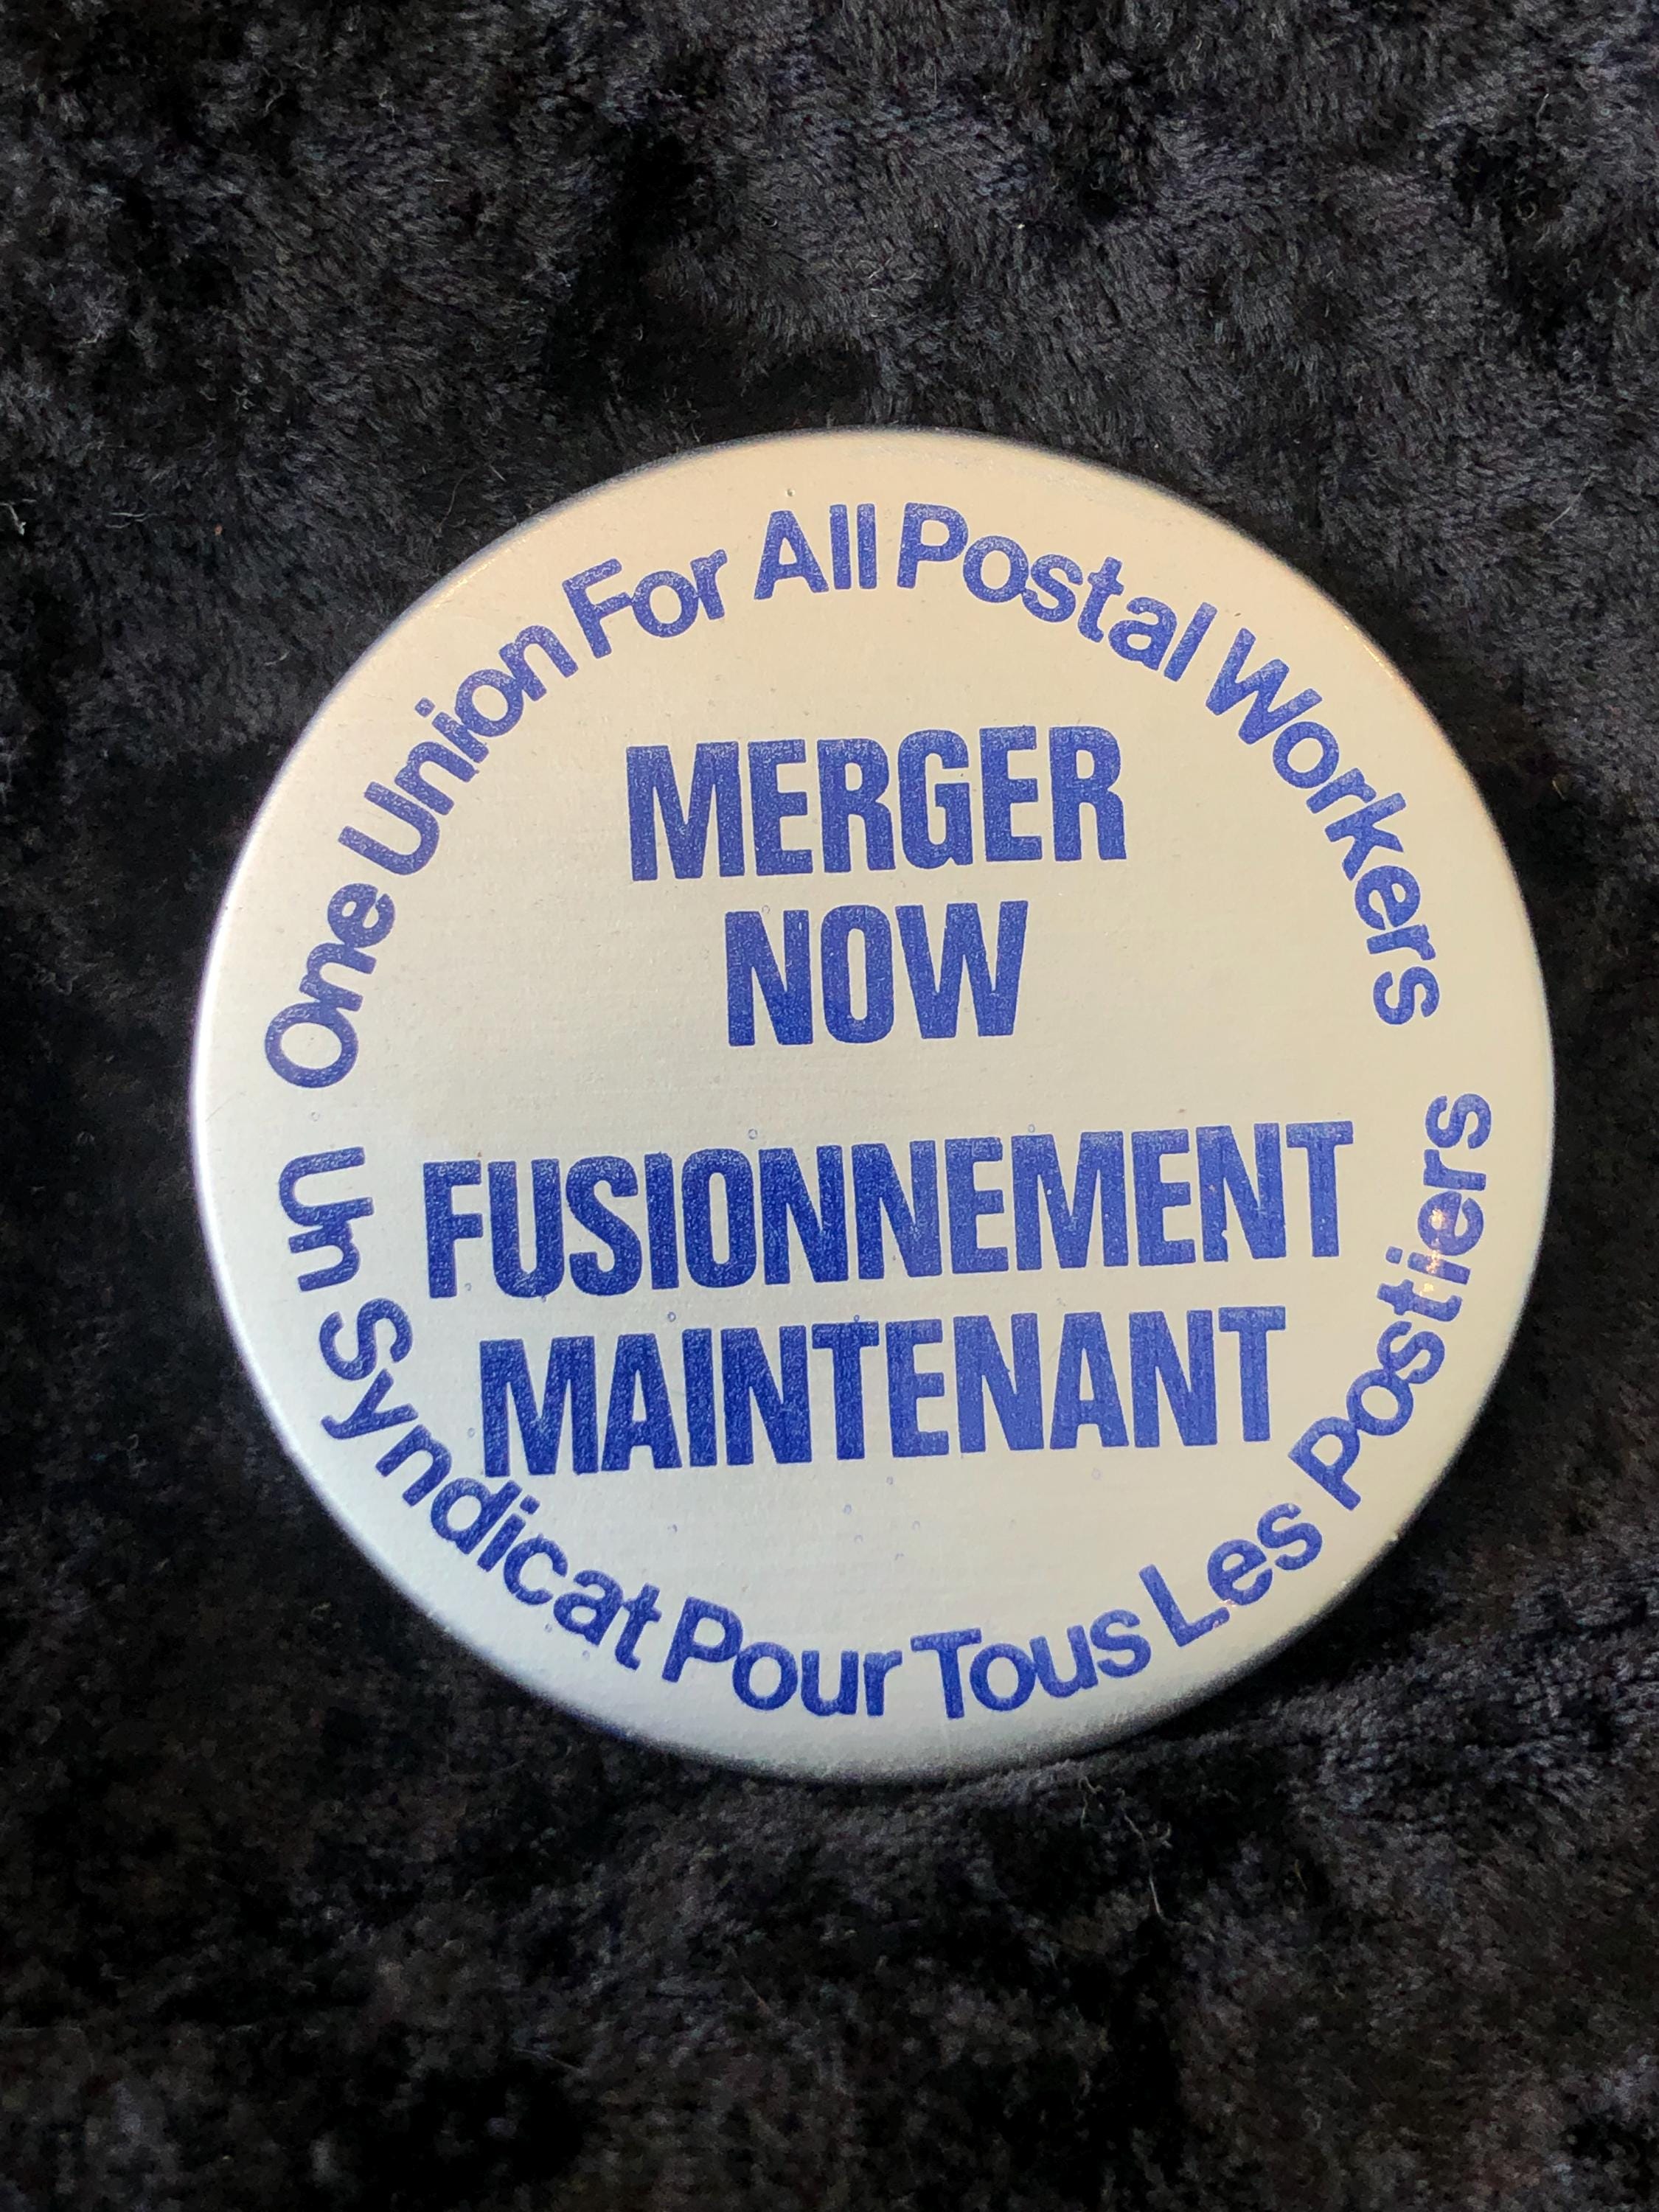 One Union For All Postal Workers
MERGER
NOW
FUSIONNEMENT
MAINTENANT
Un Syndicat Pour Tous Les Postiers